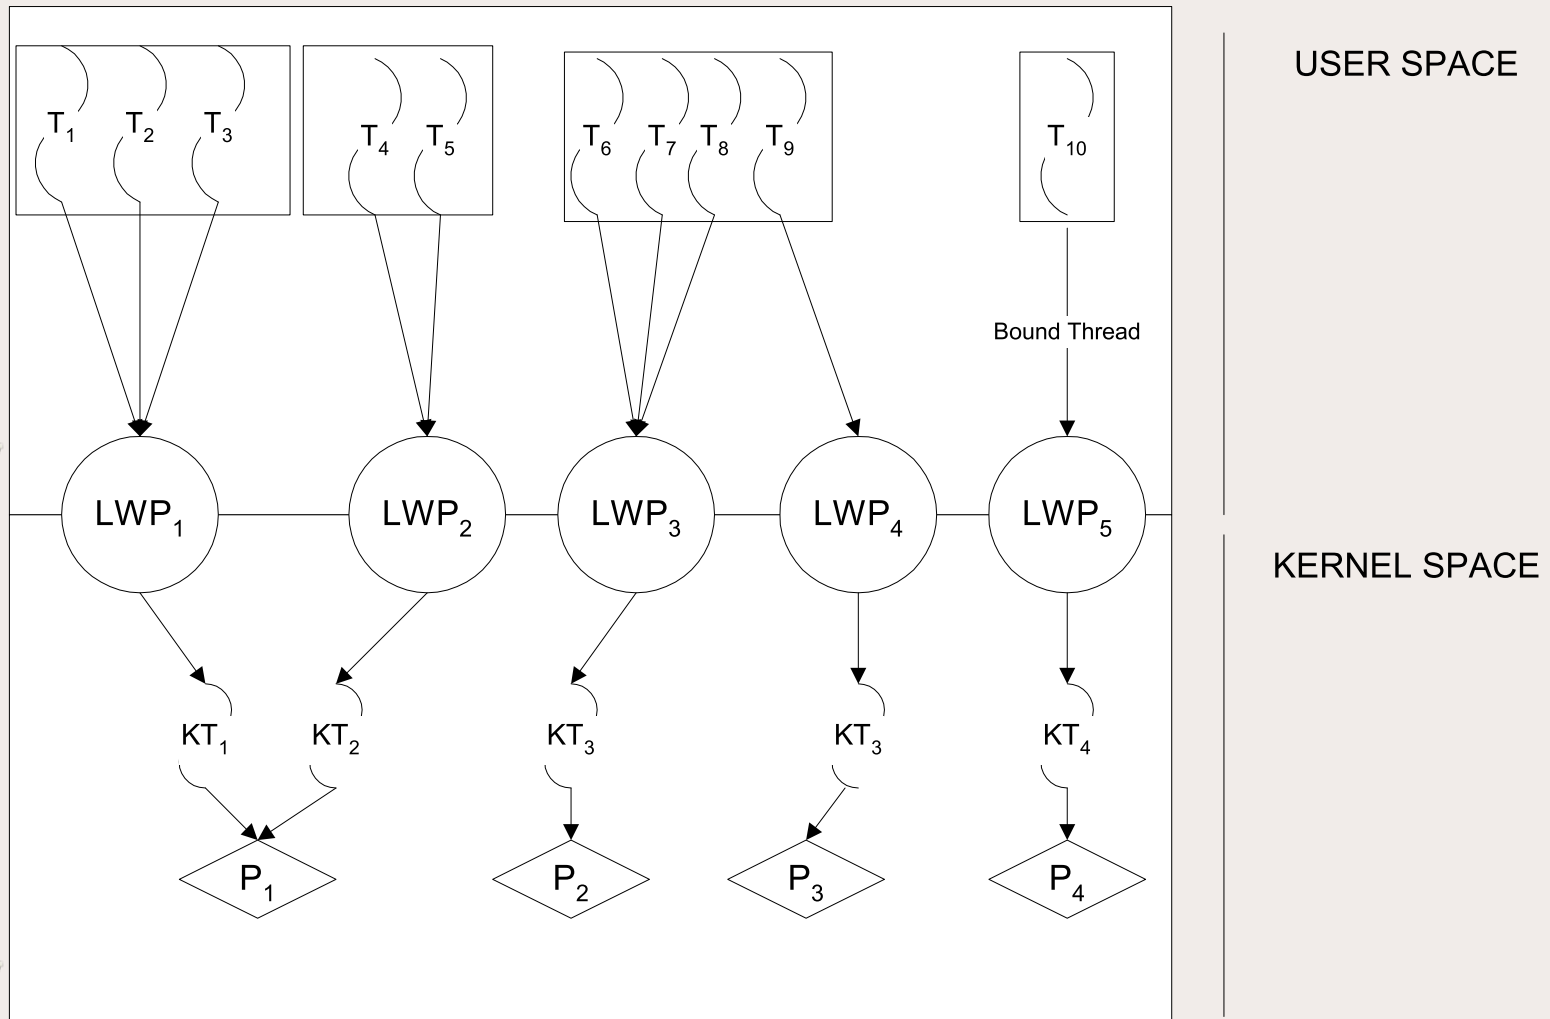 USER SPACE
T1 T2 T3 T4 T5 T6 T7 T8 T9 T10
Bound Thread
LWP1 LWP2 LWP3 LWP4 LWP5
KERNEL SPACE
KT1 KT2 KT3 KT3 KT4
P1 P2 P3 P4